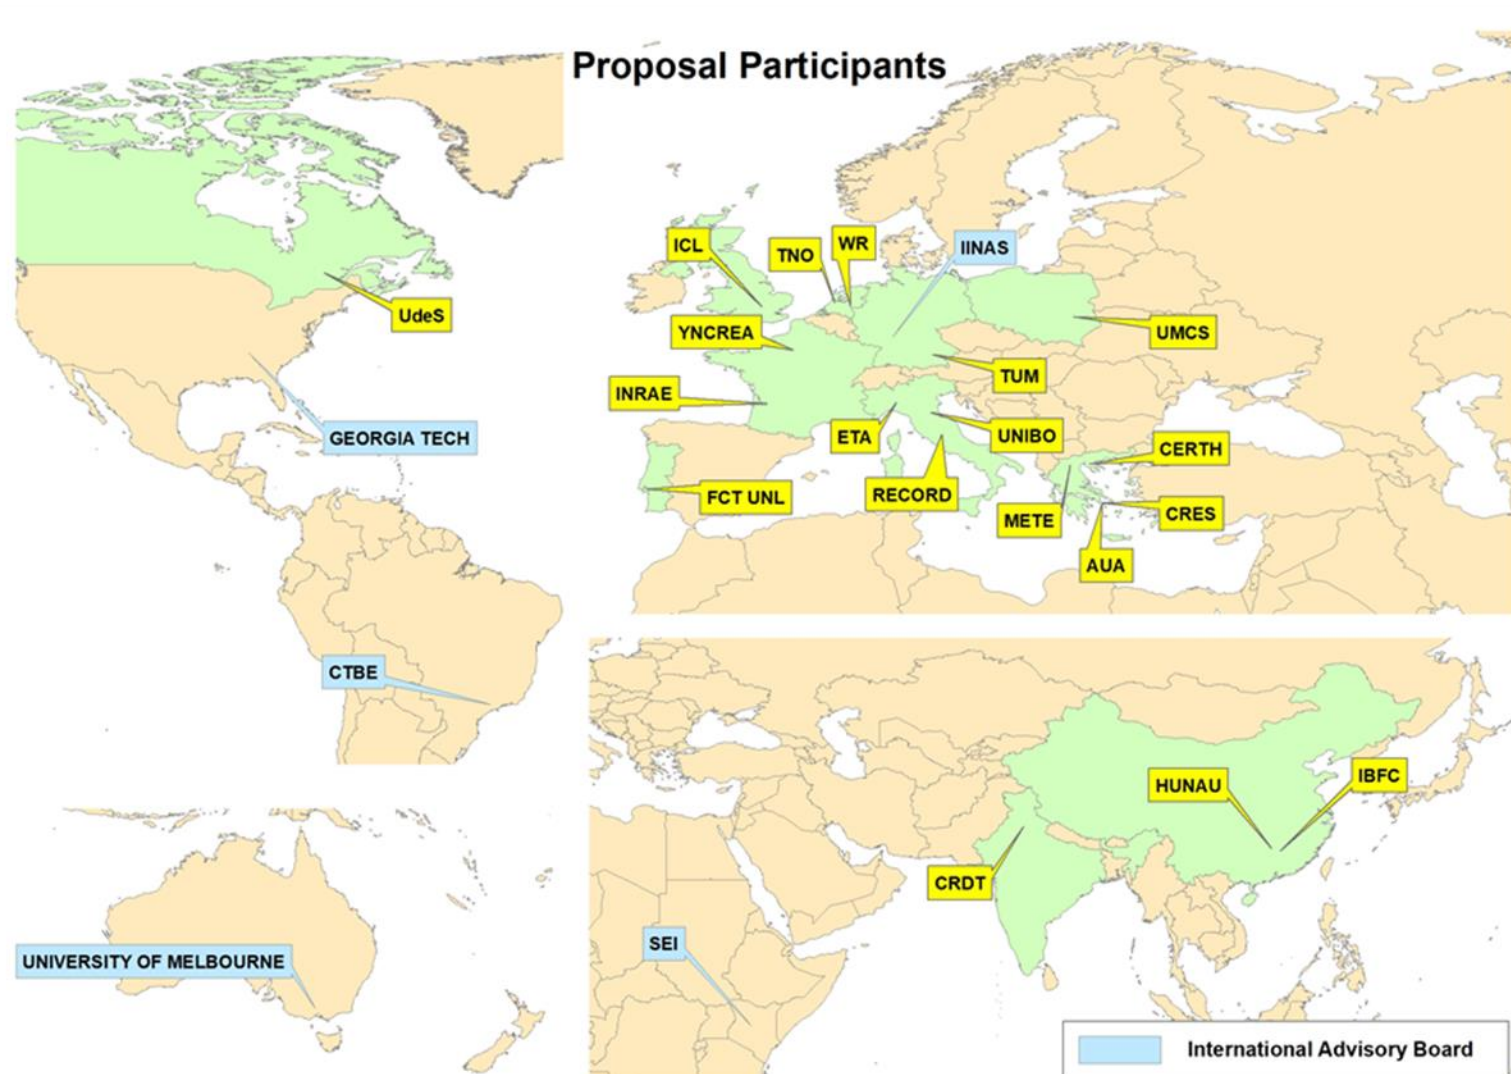 Proposal Participants
ICL
TNO
WR
IINAS
UdeS
YNCREA
UMCS
TUM
INRAE
GEORGIA TECH
ETA
UNIBO
CERTH
FCT UNL
RECORD
METE
CRES
AUA
CTBE
HUNAU
IBFC
CRDT
SEI
UNIVERSITY OF MELBOURNE
International Advisory Board